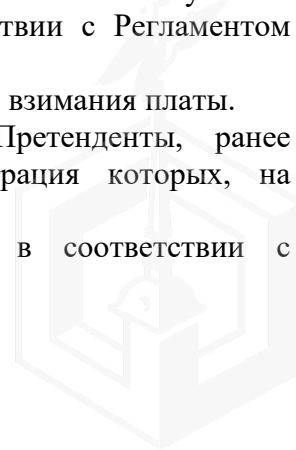 ствии с Регламентом
взимания платы.
Претенденты, ранее
рация которых, на
в соответствии с